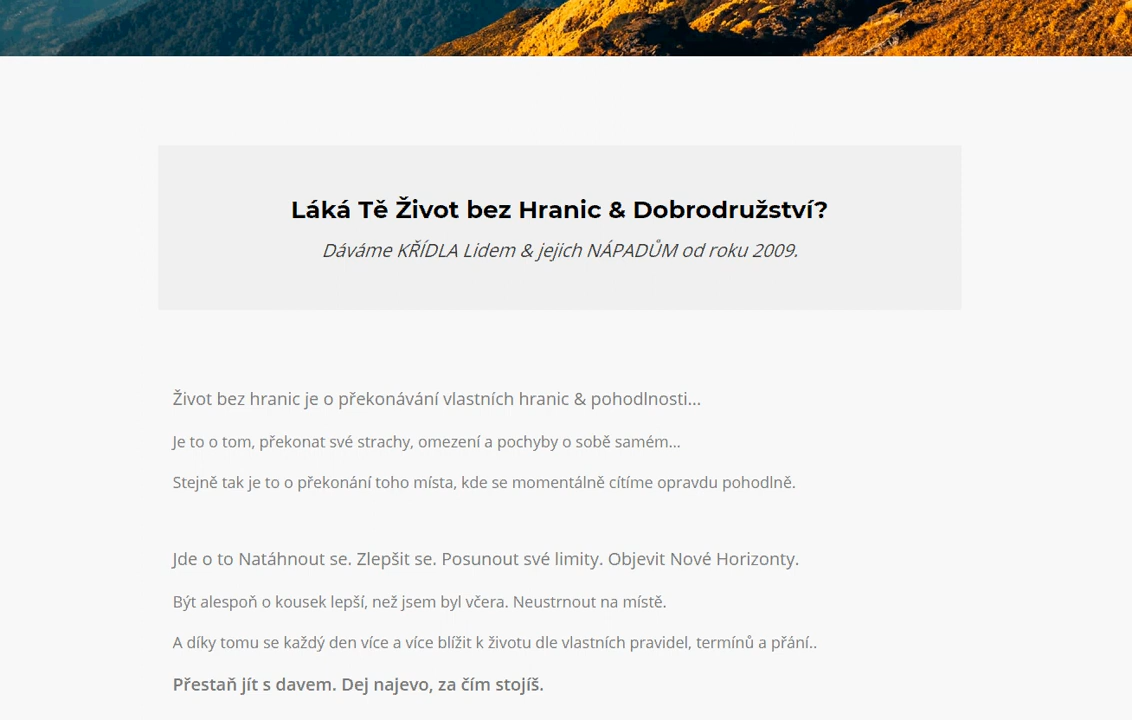 Láká Tě Život bez Hranic & Dobrodružství?
Dáváme KŘÍDLA Lidem & jejich NÁPADŮM od roku 2009.
Život bez hranic je o překonávání vlastních hranic & pohodlnosti...
Je to o tom, překonat své strachy, omezení a pochyby o sobě samém...
Stejně tak je to o překonání toho místa, kde se momentálně cítíme opravdu pohodlně.
Jde o to Natáhnout se. Zlepšit se. Posunout své limity. Objevit Nové Horizonty.
Být alespoň o kousek lepší, než jsem byl včera. Neustrnout na místě.
A díky tomu se každý den více a více blížit k životu dle vlastních pravidel, termínů a přání..
Přestaň jít s davem. Dej najevo, za čím stojíš.